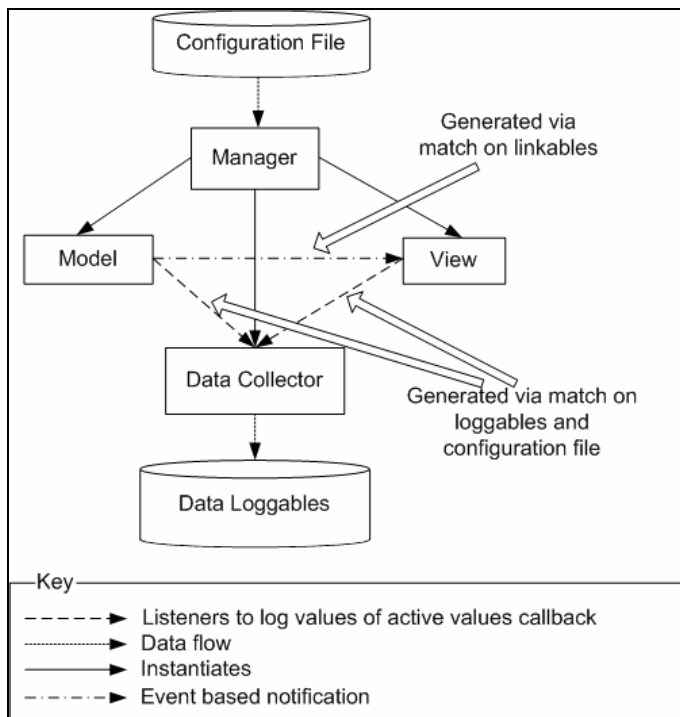 Configuration File
Generated via
match on linkables
Manager
Model
View
Data Collector
Generated via match on
loggables and
configuration file
Data Loggables
Key
Listeners to log values of active values callback
Data flow
Instantiates
Event based notification